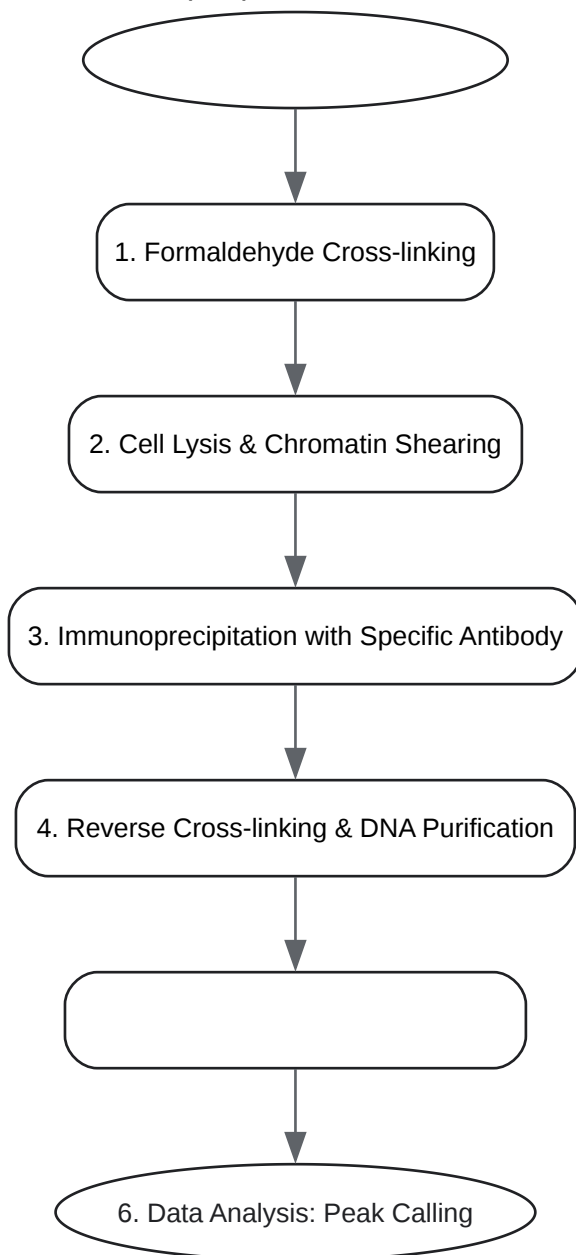 1. Formaldehyde Cross-linking
2. Cell Lysis & Chromatin Shearing
3. Immunoprecipitation with Specific Antibody
4. Reverse Cross-linking & DNA Purification
6. Data Analysis: Peak Calling